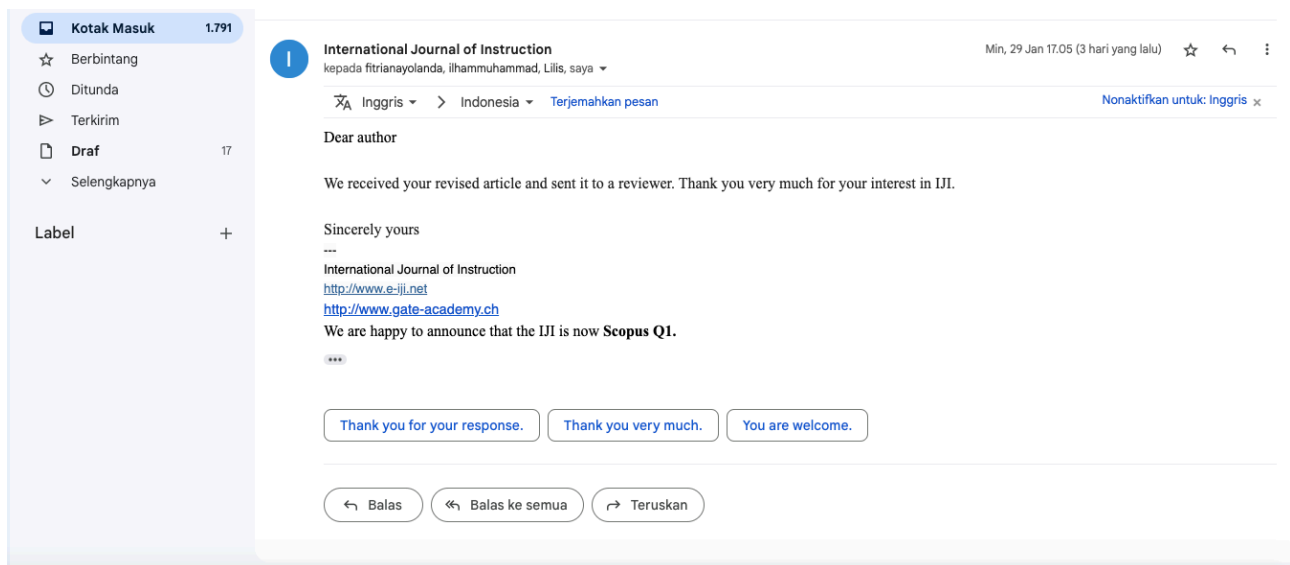 Kotak Masuk 1.791
Berbintang
Ditunda
Terkirim
Draf 17
Selengkapnya
Label
I
International Journal of Instruction Min, 29 Jan 17.05 (3 hari yang lalu)
kepada fitrianayolanda, ilhammuhammad, Lilis, saya
Inggris Indonesia Terjemahkan pesan Nonaktifkan untuk: Inggris
Dear author
We received your revised article and sent it to a reviewer. Thank you very much for your interest in IJI.
Sincerely yours
---
International Journal of Instruction
http://www.e-iji.net
http://www.gate-academy.ch
We are happy to announce that the IJI is now Scopus Q1.
Thank you for your response. Thank you very much. You are welcome.
Balas Balas ke semua Teruskan